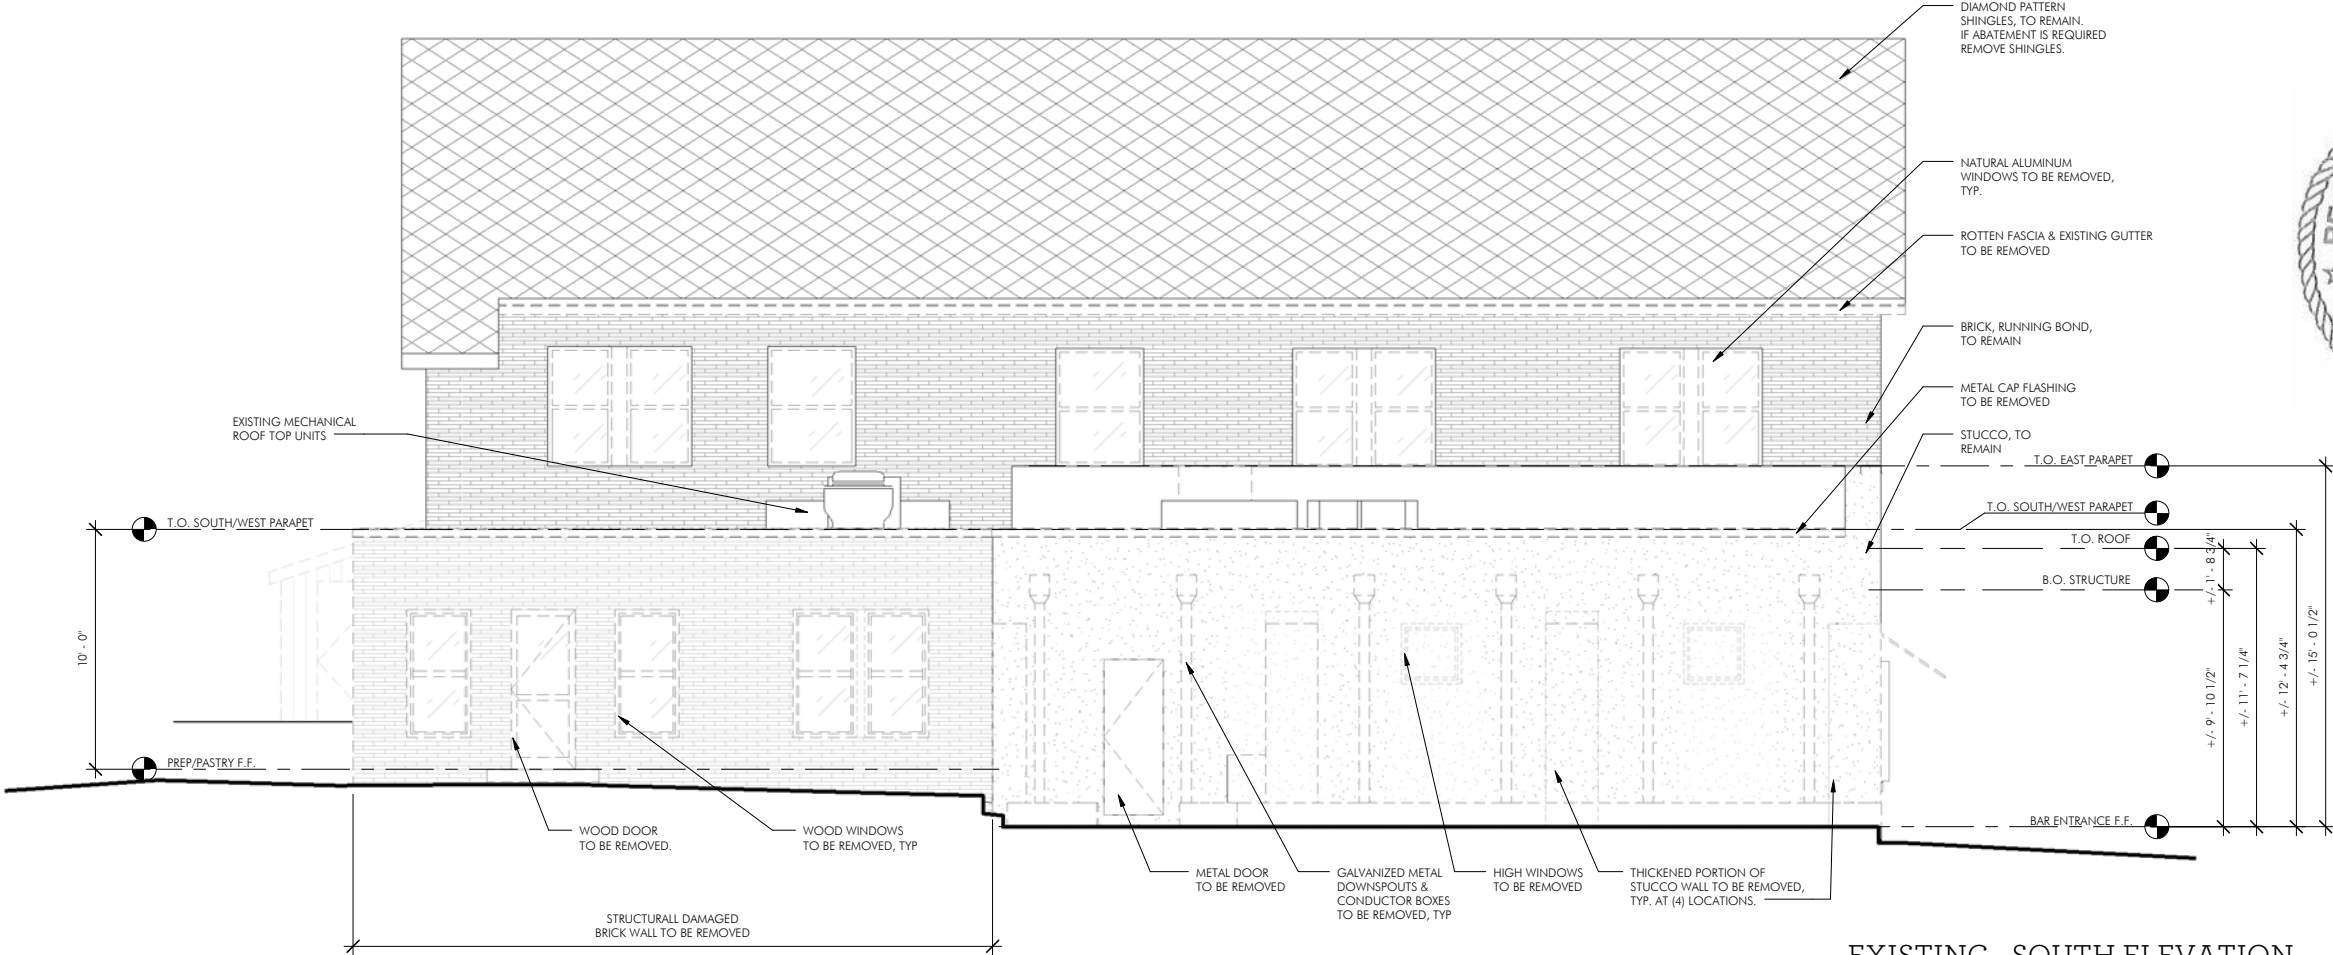 DIAMOND PATTERN
SHINGLES, TO REMAIN.
IF ABATEMENT IS REQUIRED
REMOVE SHINGLES.
NATURAL ALUMINUM
WINDOWS TO BE REMOVED,
TYP.
ROTTEN FASCIA & EXISTING GUTTER
TO BE REMOVED
BRICK, RUNNING BOND,
TO REMAIN
METAL CAP FLASHING
TO BE REMOVED
EXISTING MECHANICAL
ROOF TOP UNITS
STUCCO, TO
REMAIN
T.O. EAST PARAPET
T.O. SOUTH/WEST PARAPET
T.O. SOUTH/WEST PARAPET
T.O. ROOF
B.O. STRUCTURE
+/- 1' - 8 3/4"
10' - 0"
+/- 9' - 10 1/2"
+/- 11' - 7 1/4"
+/- 12' - 4 3/4"
+/- 15' - 0 1/2"
PREP/PASTRY F.F.
BAR ENTRANCE F.F.
WOOD DOOR
TO BE REMOVED.
WOOD WINDOWS
TO BE REMOVED, TYP
METAL DOOR
TO BE REMOVED
GALVANIZED METAL
DOWNSPOUTS &
CONDUCTOR BOXES
TO BE REMOVED, TYP
HIGH WINDOWS
TO BE REMOVED
THICKENED PORTION OF
STUCCO WALL TO BE REMOVED,
TYP. AT (4) LOCATIONS.
STRUCTURALL DAMAGED
BRICK WALL TO BE REMOVED
EXISTING - SOUTH ELEVATION